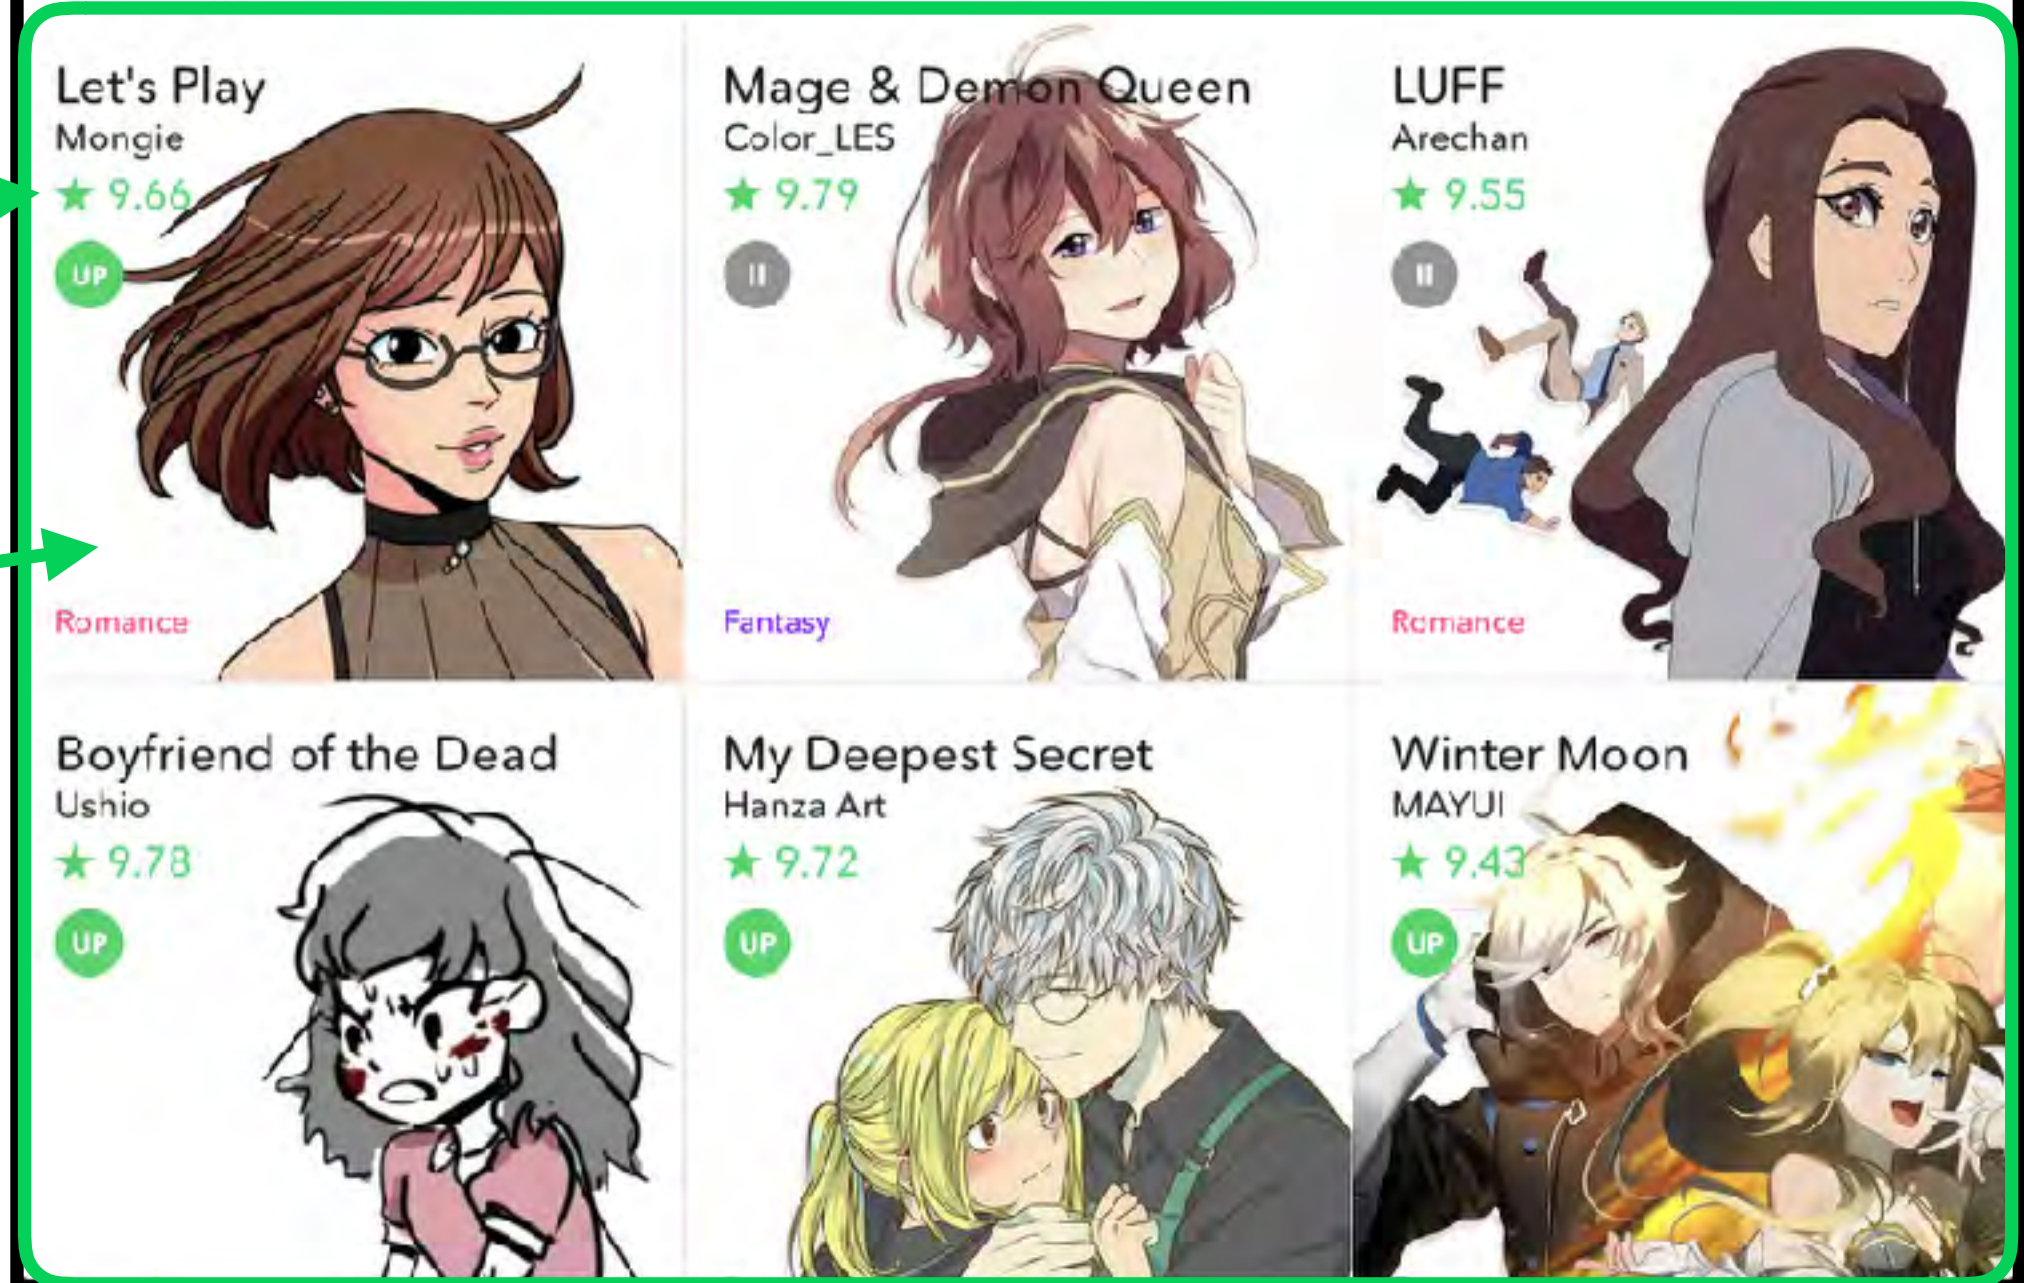 Let's Play
Mongie
★ 9.66
UP
Romance
Mage & Demon Queen
Color_LES
★ 9.79
Fantasy
LUFF
Arechan
★ 9.55
Romance
Boyfriend of the Dead
Ushio
★ 9.78
UP
My Deepest Secret
Hanza Art
★ 9.72
UP
Winter Moon
MAYUI
★ 9.43
UP